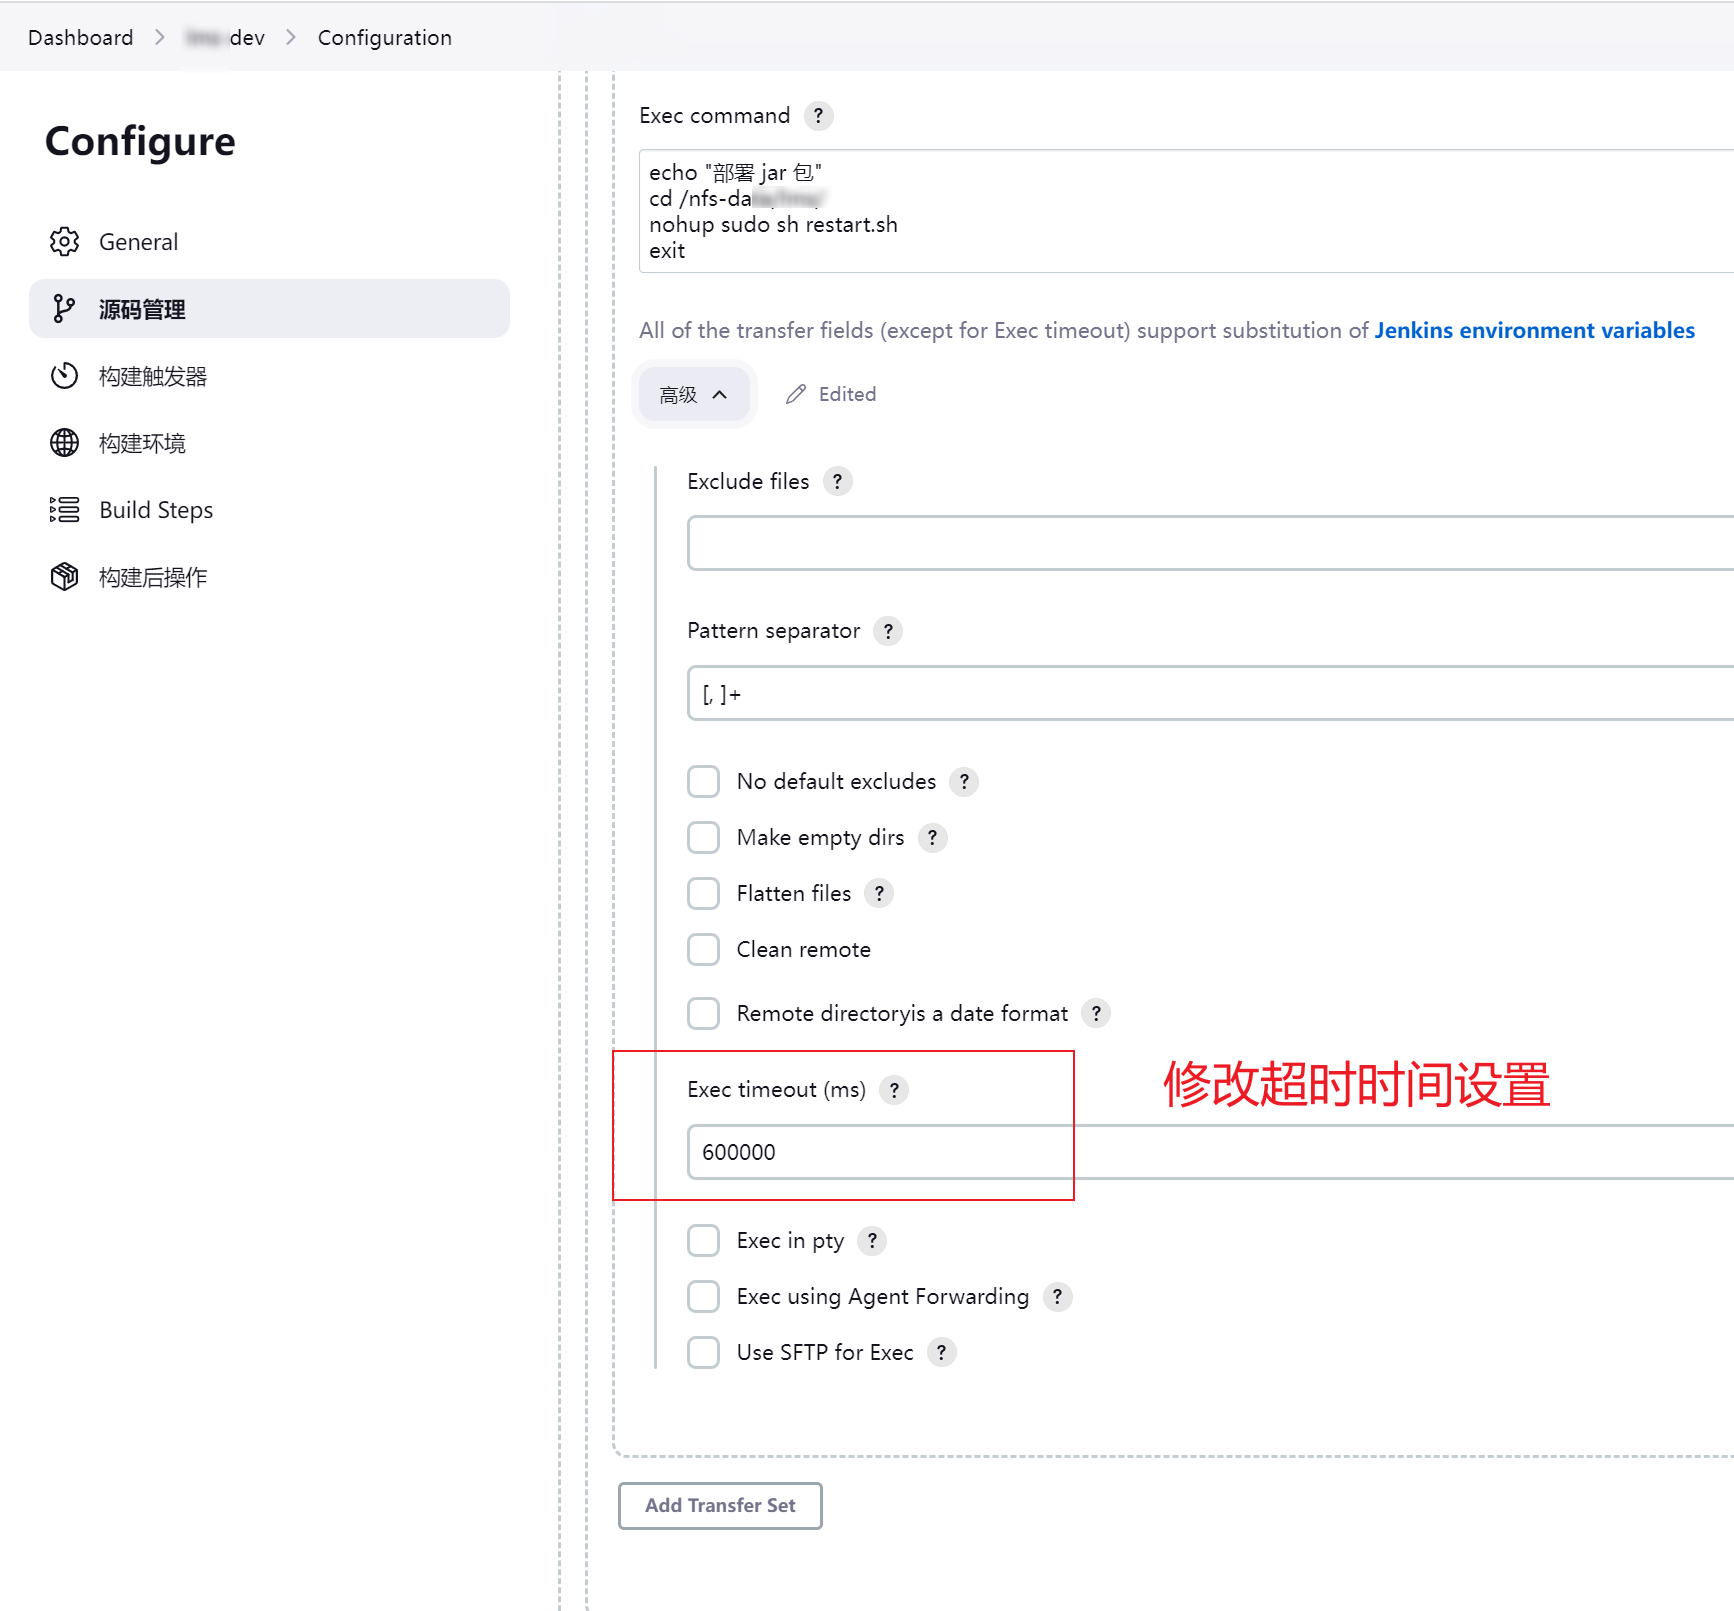 Dashboard > dev > Configuration
Configure
General
源码管理
构建触发器
构建环境
Build Steps
构建后操作
Exec command ?
echo "部署 jar 包"
cd /nfs-da
nohup sudo sh restart.sh
exit
All of the transfer fields (except for Exec timeout) support substitution of Jenkins environment variables
高级 Edited
Exclude files ?
Pattern separator ?
[, ]+
No default excludes ?
Make empty dirs ?
Flatten files ?
Clean remote
Remote directoryis a date format ?
Exec timeout (ms) ?
修改超时时间设置
600000
Exec in pty ?
Exec using Agent Forwarding ?
Use SFTP for Exec ?
Add Transfer Set